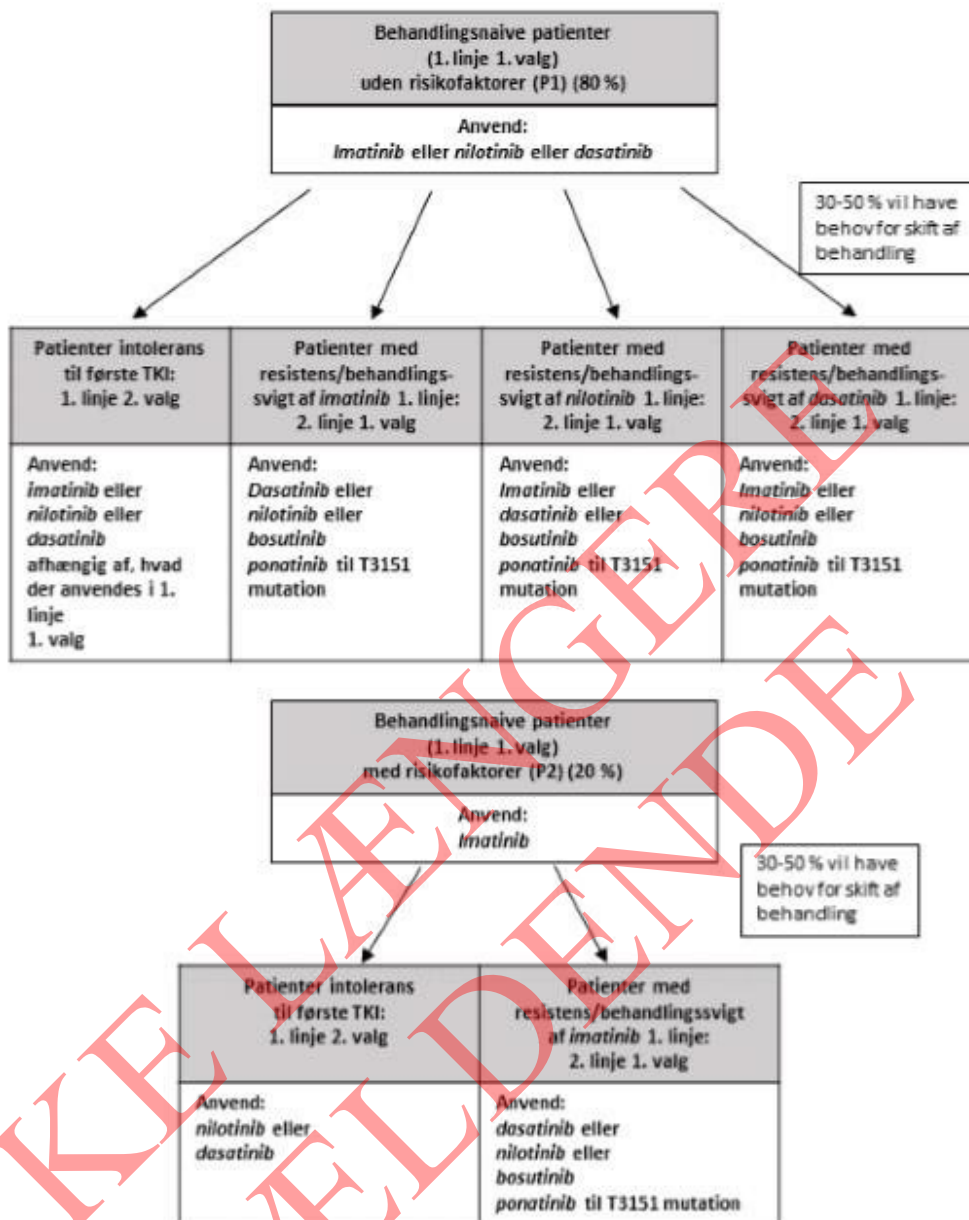 Behandlingsnaive patienter
(1. linje 1. valg)
uden risikofaktorer (P1) (80 %)
Anvend:
Imatinib eller nilotinib eller dasatinib
30-50 % vil have
behov for skift af
behandling
Patienter intolerans
til første TKI:
1. linje 2. valg
Patienter med
resistens/behandlings-
svigt af imatinib 1. linje:
2. linje 1. valg
Patienter med
resistens/behandlings-
svigt af nilotinib 1. linje:
2. linje 1. valg
Patienter med
resistens/behandlings-
svigt af dasatinib 1. linje:
2. linje 1. valg
Anvend:
imatinib eller
nilotinib eller
dasatinib
afhængig af, hvad
der anvendes i 1.
linje
1. valg
Anvend:
Dasatinib eller
nilotinib eller
bosutinib
ponatinib til T3151
mutation
Anvend:
Imatinib eller
dasatinib eller
bosutinib
ponatinib til T3151
mutation
Anvend:
Imatinib eller
nilotinib eller
bosutinib
ponatinib til T3151
mutation
Behandlingsnaive patienter
(1. linje 1. valg)
med risikofaktorer (P2) (20 %)
Anvend:
Imatinib
30-50 % vil have
behov for skift af
behandling
Patienter intolerans
til første TKI:
1. linje 2. valg
Patienter med
resistens/behandlingssvigt
af imatinib 1. linje:
2. linje 1. valg
Anvend:
nilotinib eller
dasatinib
Anvend:
dasatinib eller
nilotinib eller
bosutinib
ponatinib til T3151 mutation
KE LÆNGERE
ÆLDENDE